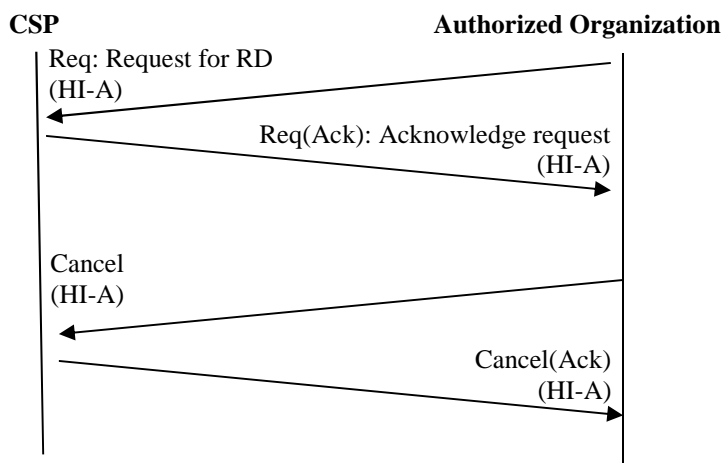 CSP
Authorized Organization
Req: Request for RD
(HI-A)
Req(Ack): Acknowledge request
(HI-A)
Cancel
(HI-A)
Cancel(Ack)
(HI-A)